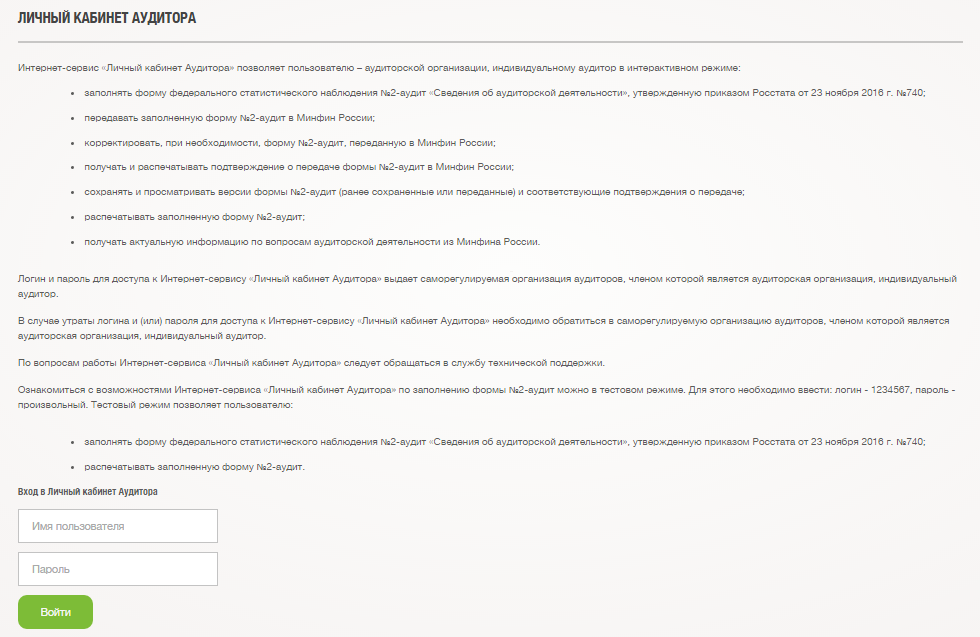 ЛИЧНЫЙ КАБИНЕТ АУДИТОРА
Интернет-сервис «Личный кабинет Аудитора» позволяет пользователю – аудиторской организации, индивидуальному аудитор в интерактивном режиме:
• заполнять форму федерального статистического наблюдения №2-аудит «Сведения об аудиторской деятельности», утвержденную приказом Росстата от 23 ноября 2016 г. №740;
• передавать заполненную форму №2-аудит в Минфин России;
• корректировать, при необходимости, форму №2-аудит, переданную в Минфин России;
• получать и распечатывать подтверждение о передаче формы №2-аудит в Минфин России;
• сохранять и просматривать версии формы №2-аудит (ранее сохраненные или переданные) и соответствующие подтверждения о передаче;
• распечатывать заполненную форму №2-аудит;
• получать актуальную информацию по вопросам аудиторской деятельности из Минфина России.
Логин и пароль для доступа к Интернет-сервису «Личный кабинет Аудитора» выдает саморегулируемая организация аудиторов, членом которой является аудиторская организация, индивидуальный
аудитор.
В случае утраты логина и (или) пароля для доступа к Интернет-сервису «Личный кабинет Аудитора» необходимо обратиться в саморегулируемую организацию аудиторов, членом которой является
аудиторская организация, индивидуальный аудитор.
По вопросам работы Интернет-сервиса «Личный кабинет Аудитора» следует обращаться в службу технической поддержки.
Ознакомиться с возможностями Интернет-сервиса «Личный кабинет Аудитора» по заполнению формы №2-аудит можно в тестовом режиме. Для этого необходимо ввести: логин - 1234567, пароль -
произвольный. Тестовый режим позволяет пользователю:
• заполнять форму федерального статистического наблюдения №2-аудит «Сведения об аудиторской деятельности», утвержденную приказом Росстата от 23 ноября 2016 г. №740;
• распечатывать заполненную форму №2-аудит.
Вход в Личный кабинет Аудитора
Имя пользователя
Пароль
Войти